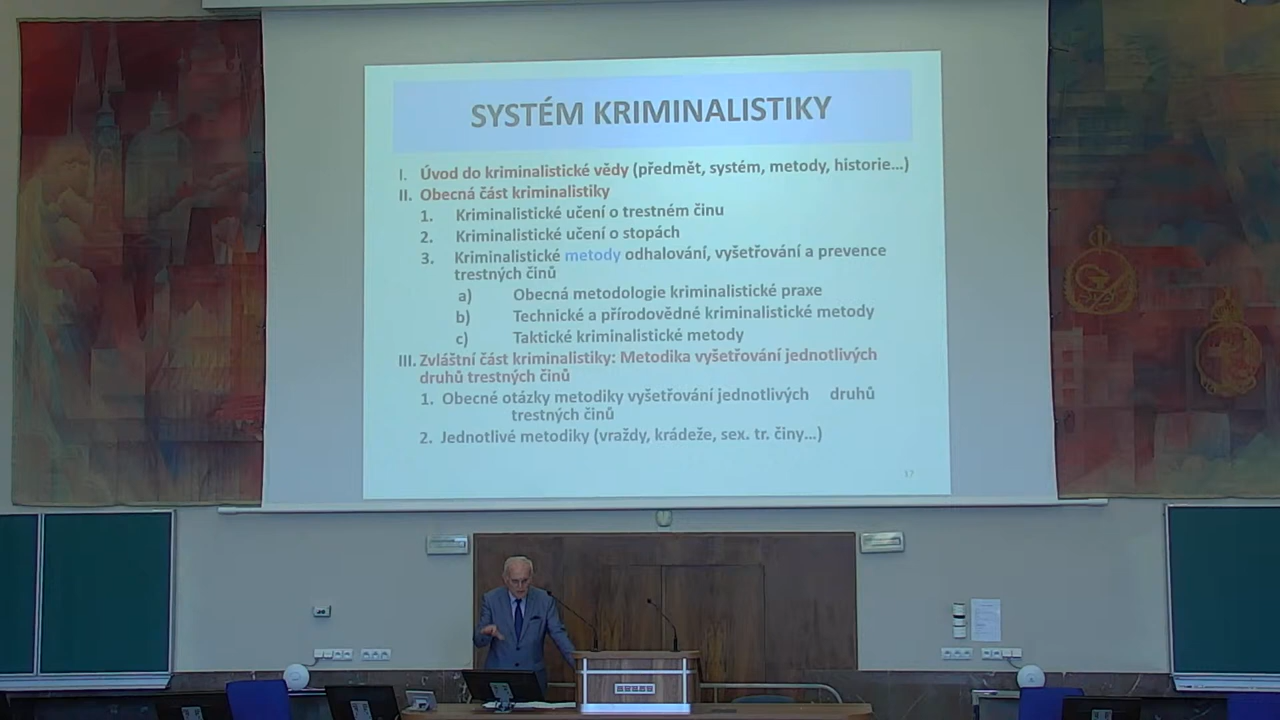 SYSTÉM KRIMINALISTIKY
I. Úvod do kriminalistické vědy (předmět, systém, metody, historie...)
II. Obecná část kriminalistiky
1. Kriminalistické učení o trestném činu
2. Kriminalistické učení o stopách
3. Kriminalistické metody odhalování, vyšetřování a prevence
trestných činů
a) Obecná metodologie kriminalistické praxe
b) Technické a přírodovědné kriminalistické metody
c) Taktické kriminalistické metody
III. Zvláštní část kriminalistiky: Metodika vyšetřování jednotlivých
druhů trestných činů
1. Obecné otázky metodiky vyšetřování jednotlivých druhů
trestných činů
2. Jednotlivé metodiky (vraždy, krádeže, sex. tr. činy...)
17